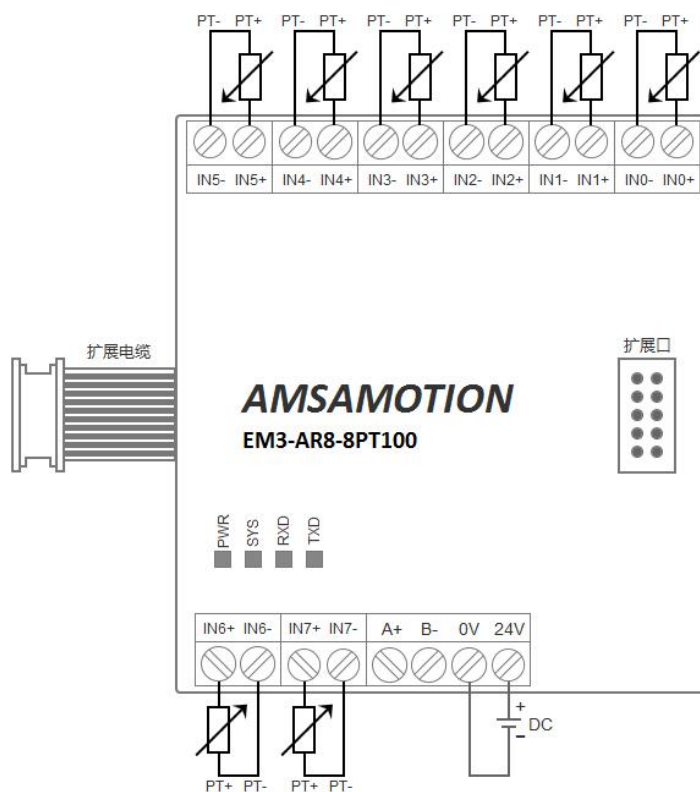 PT- PT+ PT- PT+ PT- PT+ PT- PT+ PT- PT+ PT- PT+
IN5- IN5+ IN4- IN4+ IN3- IN3+ IN2- IN2+ IN1- IN1+ IN0- IN0+
扩展电缆
扩展口
AMSAMOTION
EM3-AR8-8PT100
PWR SYS RXD TXD
IN6+ IN6- IN7+ IN7- A+ B- 0V 24V
+
DC
–
PT+ PT- PT+ PT-